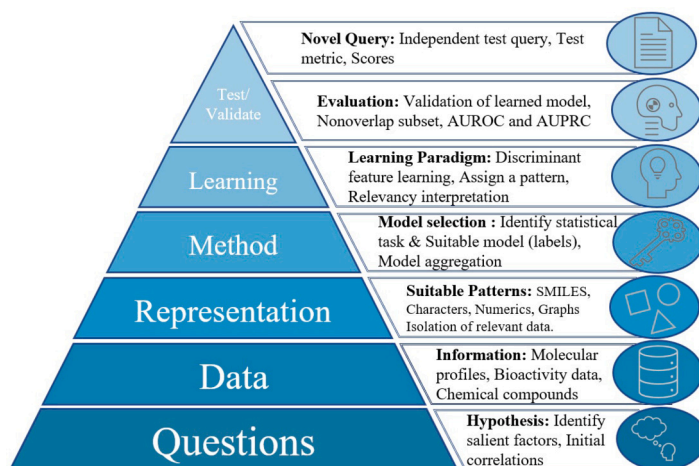 Novel Query: Independent test query, Test
metric, Scores
Test/
Validate
Evaluation: Validation of learned model,
Nonoverlap subset, AUROC and AUPRC
Learning
Learning Paradigm: Discriminant
feature learning, Assign a pattern,
Relevancy interpretation
Method
Model selection : Identify statistical
task & Suitable model (labels),
Model aggregation
Representation
Suitable Patterns: SMILES,
Characters, Numerics, Graphs
Isolation of relevant data.
Data
Information: Molecular
profiles, Bioactivity data,
Chemical compounds
Questions
Hypothesis: Identify
salient factors, Initial
correlations